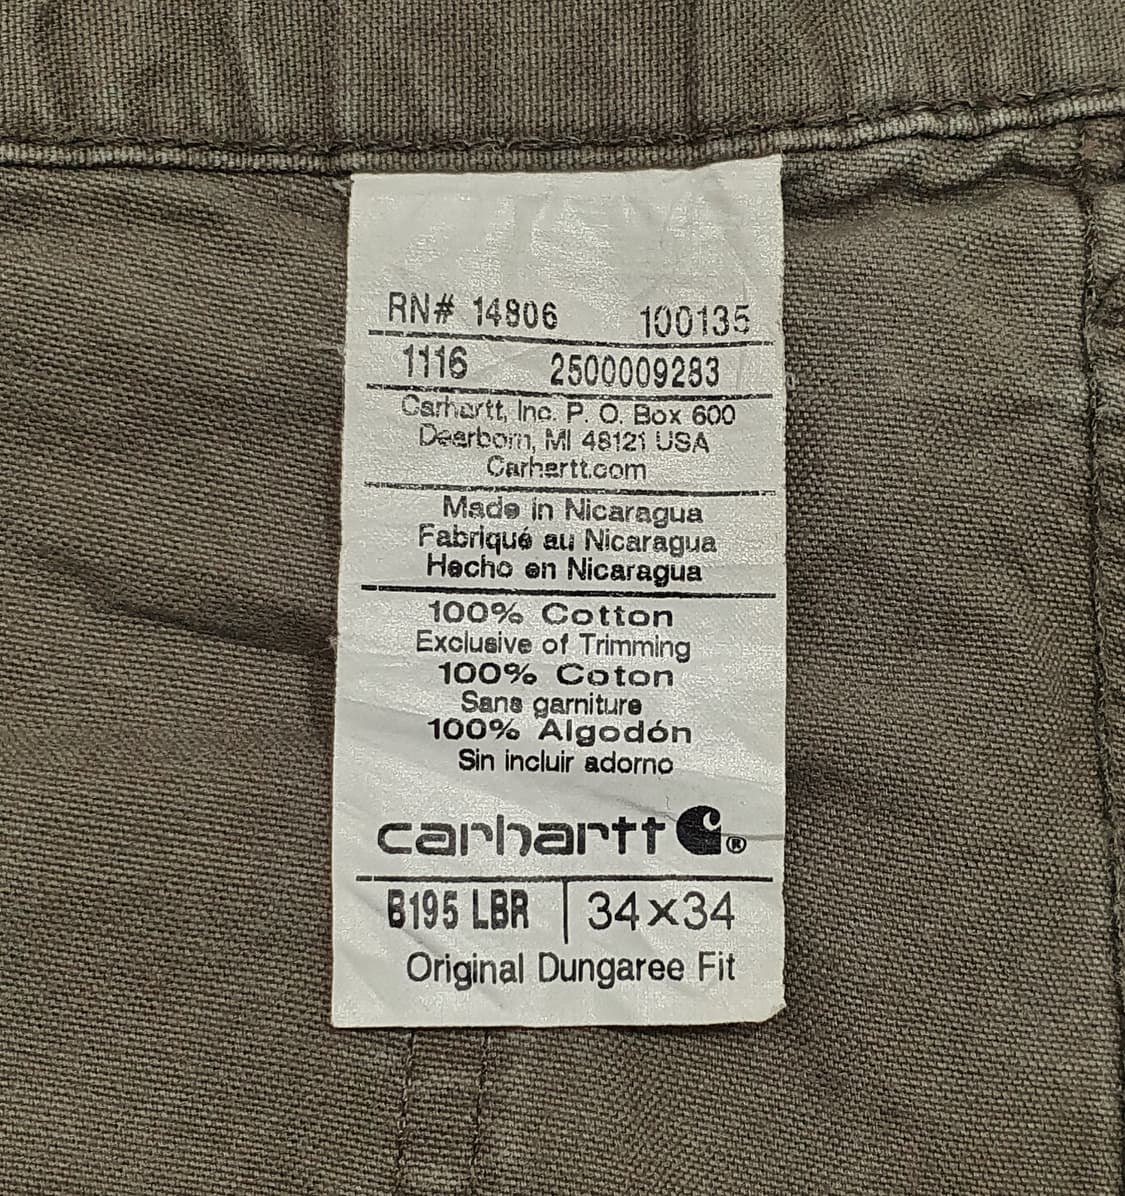 RN# 14806 100135
1116 2500009283
Carhartt, Inc. P. O. Box 600
Dearborn, MI 48121 USA
Carhartt.com
Made in Nicaragua
Fabriqué au Nicaragua
Hecho en Nicaragua
100% Cotton
Exclusive of Trimming
100% Coton
Sans garniture
100% Algodón
Sin incluir adorno
carhartt ®
B195 LBR 34x34
Original Dungaree Fit